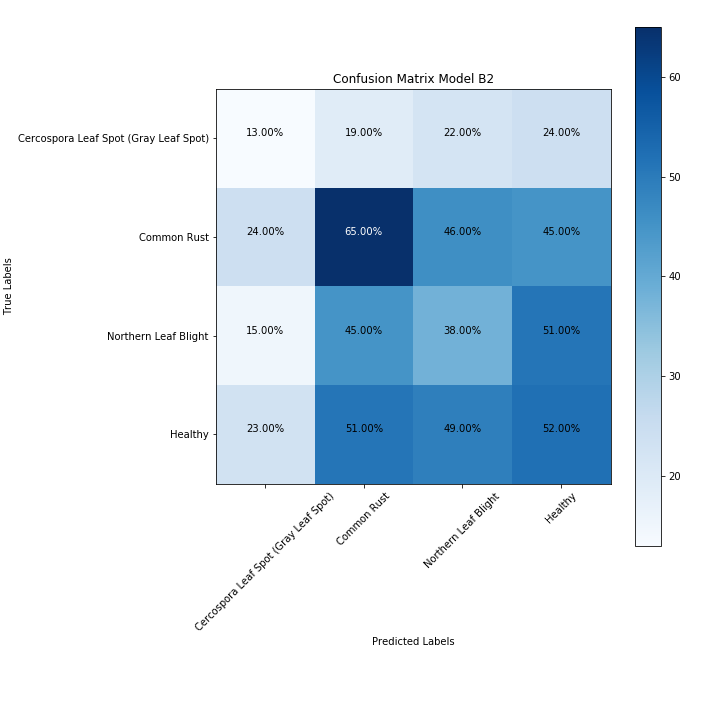 Confusion Matrix Model B2
Cercospora Leaf Spot (Gray Leaf Spot)
13.00% 19.00% 22.00% 24.00%
Common Rust
24.00% 65.00% 46.00% 45.00%
Northern Leaf Blight
15.00% 45.00% 38.00% 51.00%
Healthy
23.00% 51.00% 49.00% 52.00%
True Labels
Cercospora Leaf Spot (Gray Leaf Spot)
Common Rust
Northern Leaf Blight
Healthy
Predicted Labels
60
50
40
30
20